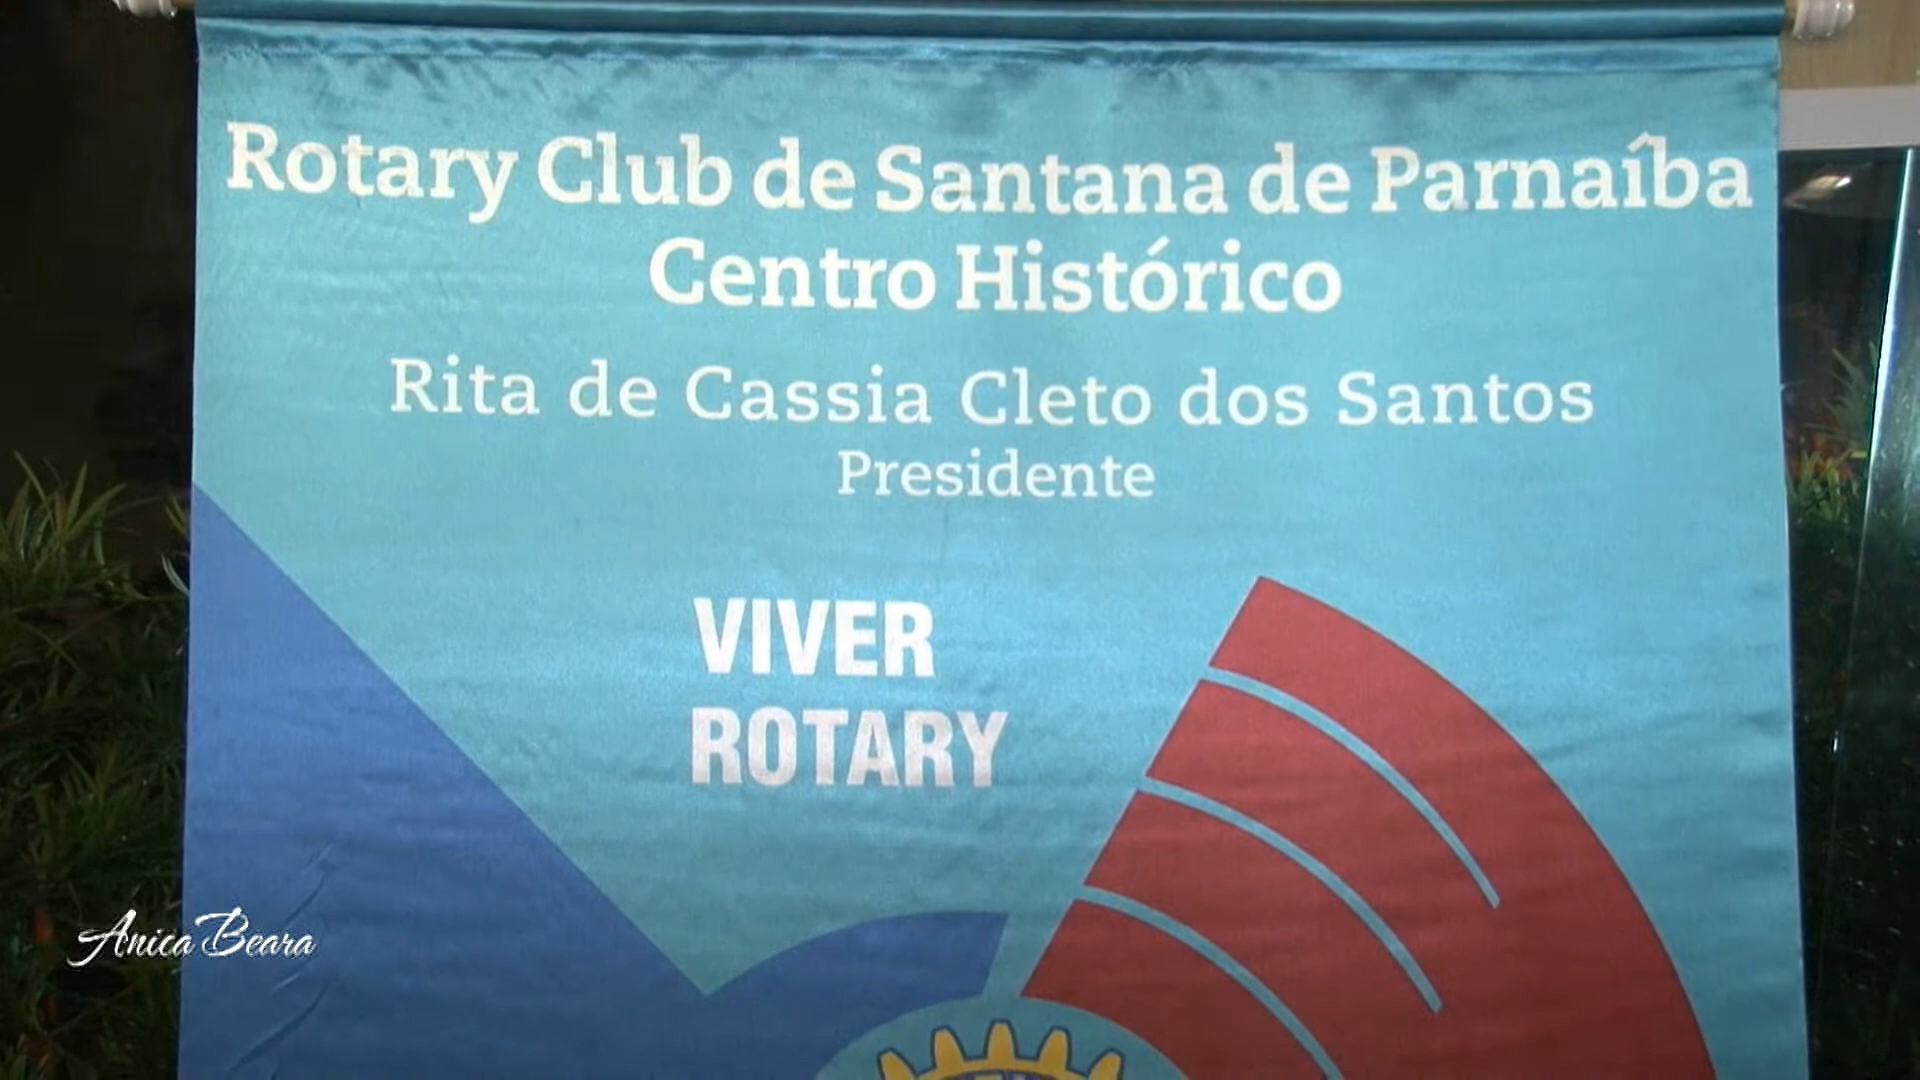 Rotary Club de Santana de Parnaíba
Centro Histórico
Rita de Cassia Cleto dos Santos
Presidente
VIVER
ROTARY
Anica Beara